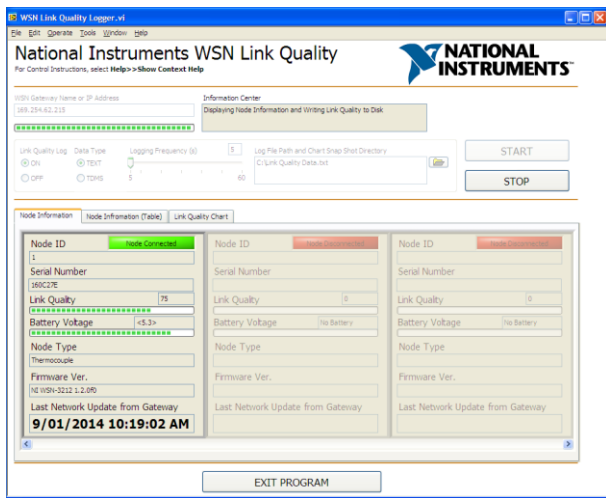 WSN Link Quality Logger.vi
File Edit Operate Tools Window Help
National Instruments WSN Link Quality
For Control Instructions, select Help>>Show Context Help
NATIONAL INSTRUMENTS
WSN Gateway Name or IP Address
169.254.62.215
Information Center
Displaying Node Information and Writing Link Quality to Disk
Link Quality Log Data Type Logging Frequency (s) 5 Log File Path and Chart Snap Shot Directory
ON TEXT C:\Link Quality Data.txt
OFF TDMS 5 60
START
STOP
Node Information Node Infromation (Table) Link Quality Chart
Node ID Node Connected
1
Serial Number
160C27E
Link Quality 75
Battery Voltage <5.3>
Node Type
Thermocouple
Firmware Ver.
NI WSN-3212 1.2.0f0
Last Network Update from Gateway
9/01/2014 10:19:02 AM
Node ID Node Disconnected
Serial Number
Link Quality 0
Battery Voltage No Battery
Node Type
Firmware Ver.
Last Network Update from Gateway
Node ID Node Disconnected
Serial Number
Link Quality 0
Battery Voltage No Battery
Node Type
Firmware Ver.
Last Network Update from Gateway
EXIT PROGRAM